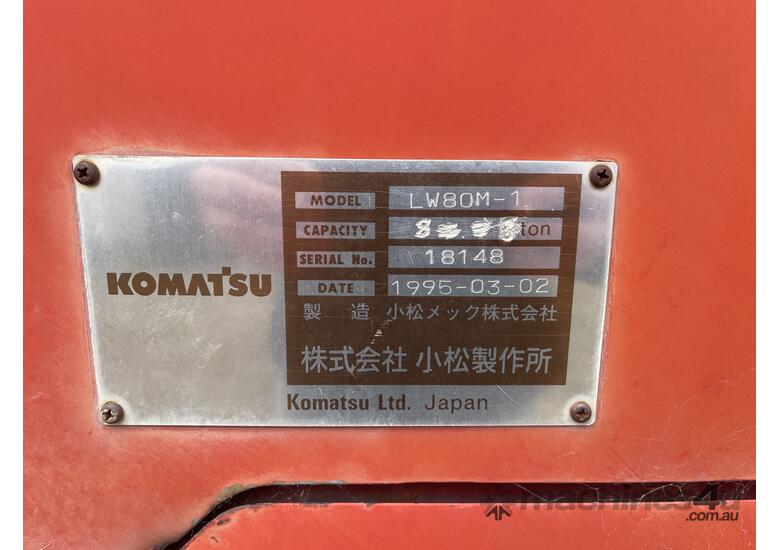 MODEL LW80M-1
CAPACITY ton
SERIAL No. 18148
KOMATSU
DATE 1995-03-02
製造 小松メック株式会社
株式会社 小松製作所
Komatsu Ltd. Japan
machines4u
.com.au